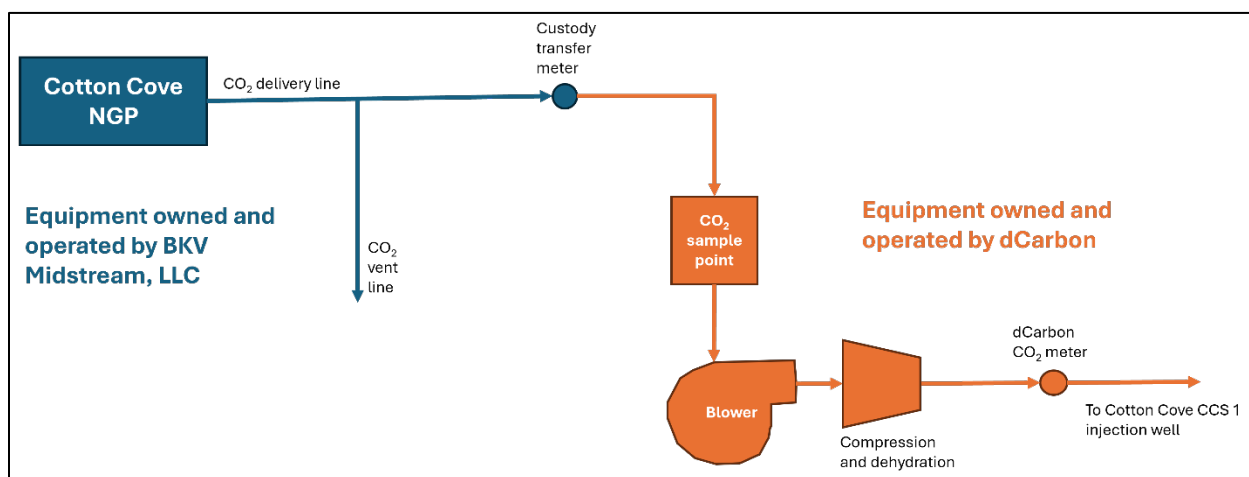 Custody
transfer
meter
Cotton Cove
NGP
CO₂ delivery line
Equipment owned and
operated by BKV
Midstream, LLC
CO₂
vent
line
CO₂
sample
point
Equipment owned and
operated by dCarbon
Blower
Compression
and dehydration
dCarbon
CO₂ meter
To Cotton Cove CCS 1
injection well